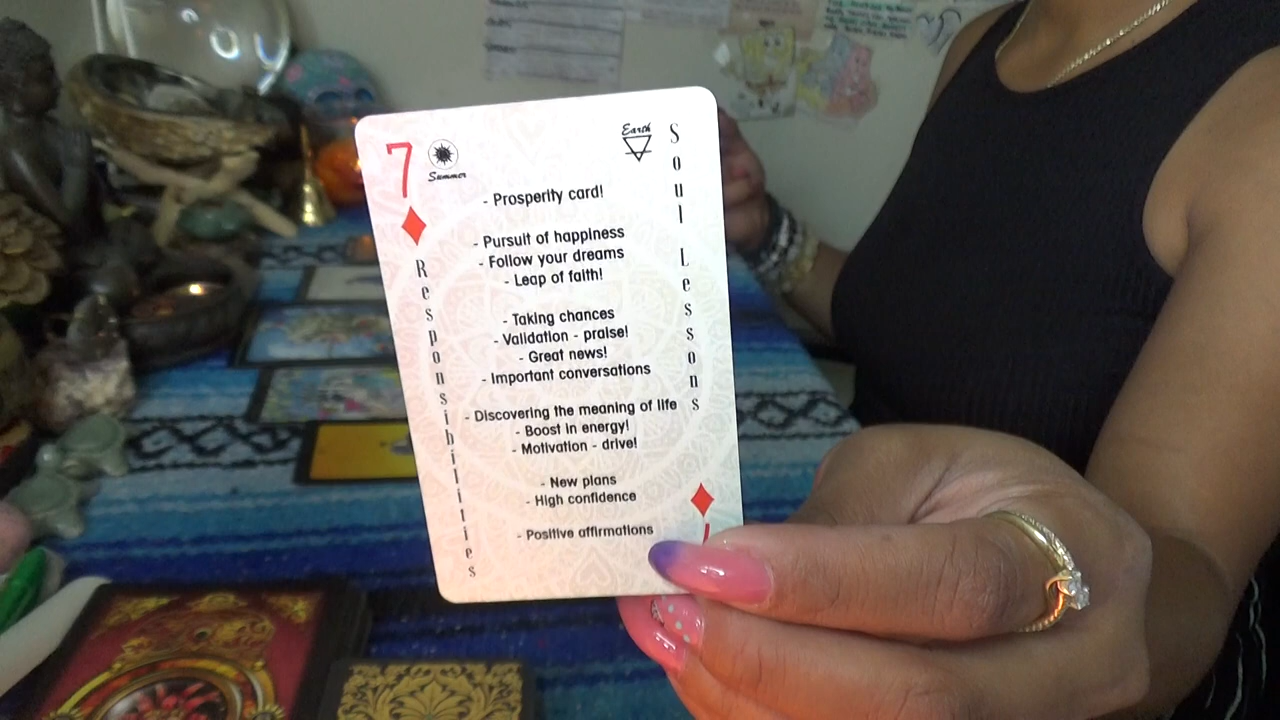 7
Summer
Earth
Soul Lessons
Responsibilities
- Prosperity card!
- Pursuit of happiness
- Follow your dreams
- Leap of faith!
- Taking chances
- Validation - praise!
- Great news!
- Important conversations
- Discovering the meaning of life
- Boost in energy!
- Motivation - drive!
- New plans
- High confidence
- Positive affirmations